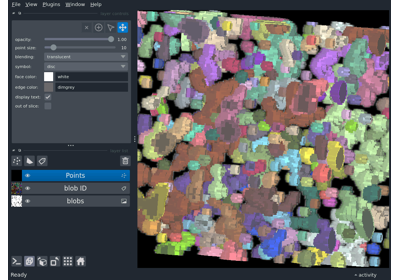 File View Plugins Window Help
opacity: 1.00
point size: 10
blending: translucent
symbol: disc
face color: white
edge color: dimgrey
display text: ✓
out of slice:
Points
blob ID
blobs
Ready activity